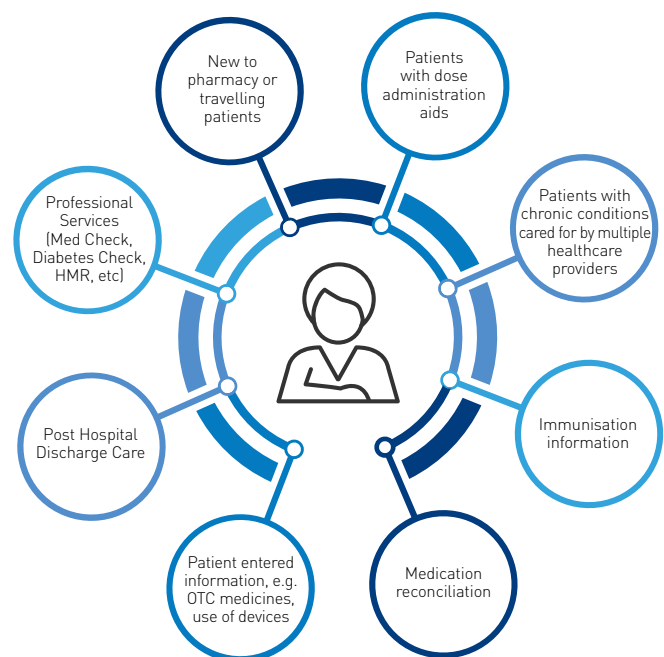 New to
pharmacy or
travelling
patients
Patients
with dose
administration
aids
Professional
Services
(Med Check,
Diabetes Check,
HMR, etc)
Patients with
chronic conditions
cared for by multiple
healthcare
providers
Post Hospital
Discharge Care
Immunisation
information
Patient entered
information, e.g.
OTC medicines,
use of devices
Medication
reconciliation